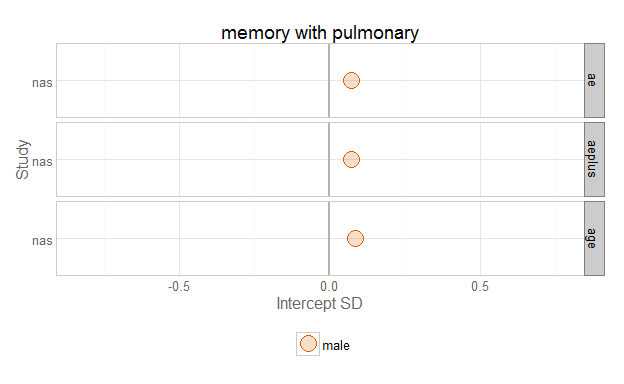 memory with pulmonary
nas
ae
nas
aeplus
nas
age
Study
-0.5
0.0
0.5
Intercept SD
male